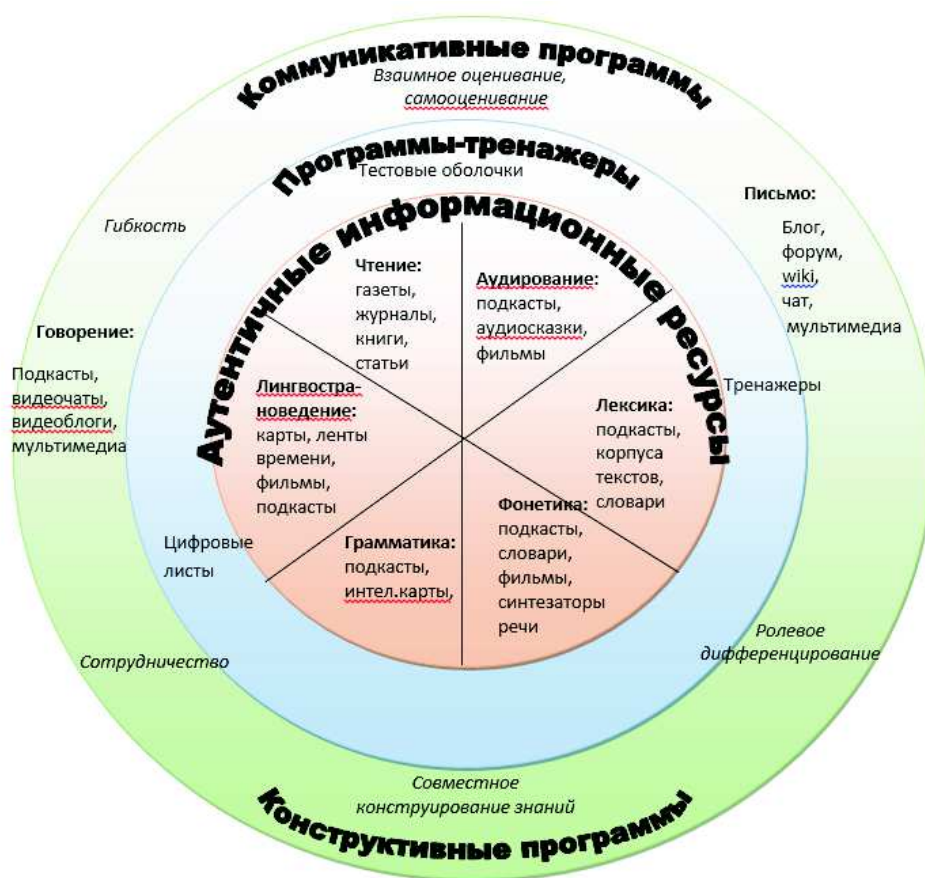 Коммуникативные программы
Взаимное оценивание,
самооценивание
Программы-тренажеры
Тестовые оболочки
Аутентичные информационные ресурсы
Гибкость
Письмо:
Блог,
форум,
wiki,
чат,
мультимедиа
Говорение:
Подкасты,
видеочаты,
видеоблоги,
мультимедиа
Чтение:
газеты,
журналы,
книги,
статьи
Аудирование:
подкасты,
аудиосказки,
фильмы
Лингвостра-
новедение:
карты, ленты
времени,
фильмы,
подкасты
Тренажеры
Лексика:
подкасты,
корпуса
текстов,
словари
Грамматика:
подкасты,
интел.карты,
Фонетика:
подкасты,
словари,
фильмы,
синтезаторы
речи
Цифровые
листы
Сотрудничество
Ролевое
дифференцирование
Совместное
конструирование знаний
Конструктивные программы